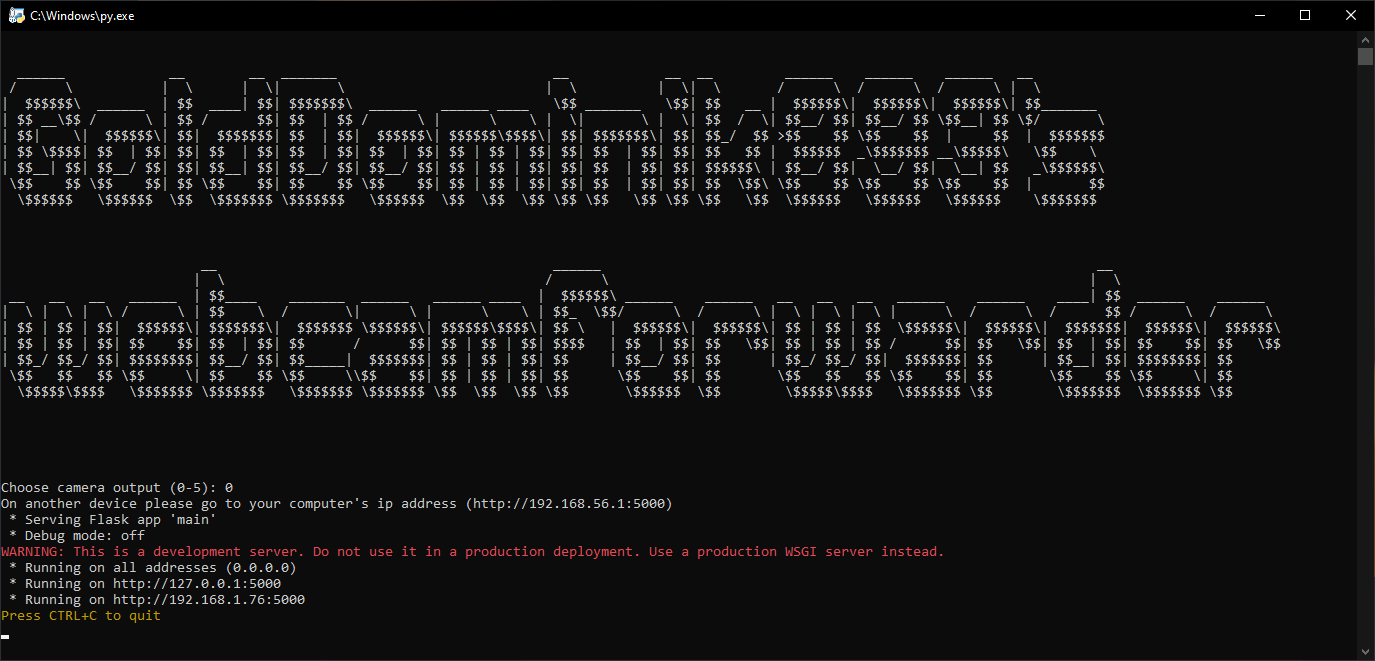 C:\Windows\py.exe
GoldDominik893's
webcamforwarder
Choose camera output (0-5): 0
On another device please go to your computer's ip address (http://192.168.56.1:5000)
* Serving Flask app 'main'
* Debug mode: off
WARNING: This is a development server. Do not use it in a production deployment. Use a production WSGI server instead.
* Running on all addresses (0.0.0.0)
* Running on http://127.0.0.1:5000
* Running on http://192.168.1.76:5000
Press CTRL+C to quit